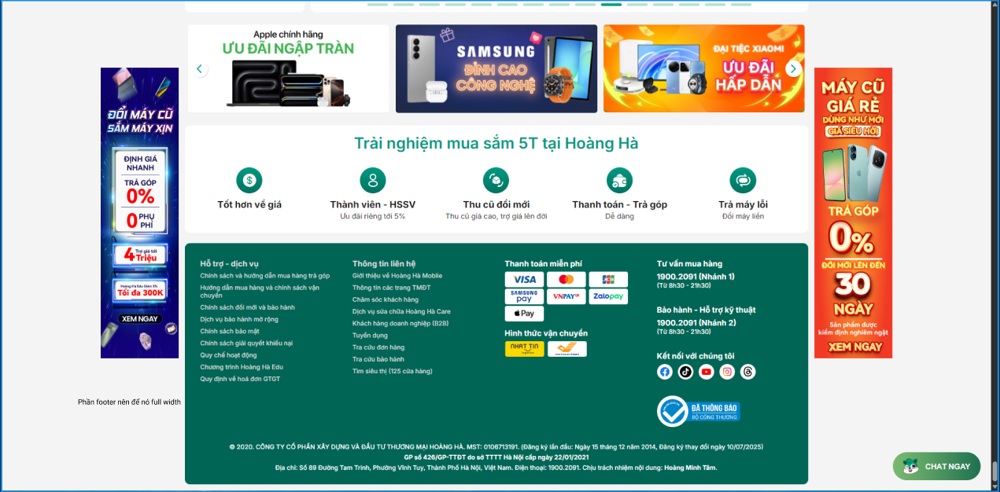 Apple chính hãng
ƯU ĐÃI NGẬP TRÀN
SAMSUNG
ĐỈNH CAO
CÔNG NGHỆ
ĐẠI TIỆC XIAOMI
ƯU ĐÃI
HẤP DẪN
ĐỔI MÁY CŨ
SẮM MÁY XỊN
ĐỊNH GIÁ
NHANH
TRẢ GÓP
0%
0 PHỤ PHÍ
4 Trợ giá tới Triệu
Hoàng Hà Edu Giảm 5%
Tối đa 300K
XEM NGAY
MÁY CŨ
GIÁ RẺ
DÙNG NHƯ MỚI
GIÁ SIÊU HỜI
TRẢ GÓP
0%
ĐỔI MỚI LÊN ĐẾN
30
NGÀY
Sản phẩm được
kiểm định nghiêm ngặt
XEM NGAY
Trải nghiệm mua sắm 5T tại Hoàng Hà
Tốt hơn về giá
Thành viên - HSSV
Ưu đãi riêng tới 5%
Thu cũ đổi mới
Thu cũ giá cao, trợ giá lên đời
Thanh toán - Trả góp
Dễ dàng
Trả máy lỗi
Đổi máy liền
Hỗ trợ - dịch vụ
Chính sách và hướng dẫn mua hàng trả góp
Hướng dẫn mua hàng và chính sách vận
chuyển
Chính sách đổi mới và bảo hành
Dịch vụ bảo hành mở rộng
Chính sách bảo mật
Chính sách giải quyết khiếu nại
Quy chế hoạt động
Chương trình Hoàng Hà Edu
Quy định về hoá đơn GTGT
Thông tin liên hệ
Giới thiệu về Hoàng Hà Moblie
Thông tin các trang TMĐT
Chăm sóc khách hàng
Dịch vụ sửa chữa Hoàng Hà Care
Khách hàng doanh nghiệp (B2B)
Tuyển dụng
Tra cứu đơn hàng
Tra cứu bảo hành
Tìm siêu thị (125 cửa hàng)
Thanh toán miễn phí
VISA
JCB
SAMSUNG
pay
VNPAY
Zalopay
Pay
Hình thức vận chuyển
NHAT TIN
logistics
VIETNAM POST
Tư vấn mua hàng
1900.2091 (Nhánh 1)
(Từ 8h30 - 21h30)
Bảo hành - Hỗ trợ kỹ thuật
1900.2091 (Nhánh 2)
(Từ 8h30 - 21h30)
Kết nối với chúng tôi
ĐÃ THÔNG BÁO
BỘ CÔNG THƯƠNG
Phần footer nên để nó full width
© 2020. CÔNG TY CỔ PHẦN XÂY DỰNG VÀ ĐẦU TƯ THƯƠNG MẠI HOÀNG HÀ. MST: 0106713191. (Đăng ký lần đầu: Ngày 15 tháng 12 năm 2014, Đăng ký thay đổi ngày 10/07/2025)
GP số 426/GP-TTĐT do sở TTTT Hà Nội cấp ngày 22/01/2021
Địa chỉ: Số 89 Đường Tam Trinh, Phường Vĩnh Tuy, Thành Phố Hà Nội, Việt Nam. Điện thoại: 1900.2091. Chịu trách nhiệm nội dung: Hoàng Minh Tâm.
CHAT NGAY